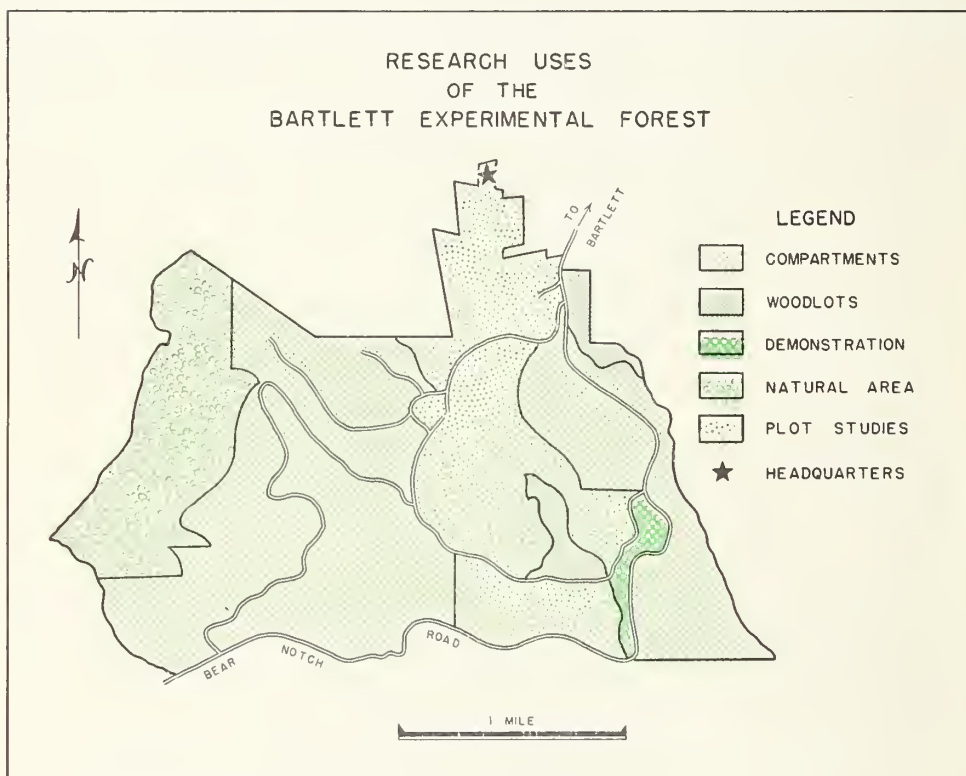 RESEARCH USES
OF THE
BARTLETT EXPERIMENTAL FOREST
TO
BARTLETT
N
LEGEND
COMPARTMENTS
WOODLOTS
DEMONSTRATION
NATURAL AREA
PLOT STUDIES
HEADQUARTERS
BEAR NOTCH ROAD
1 MILE